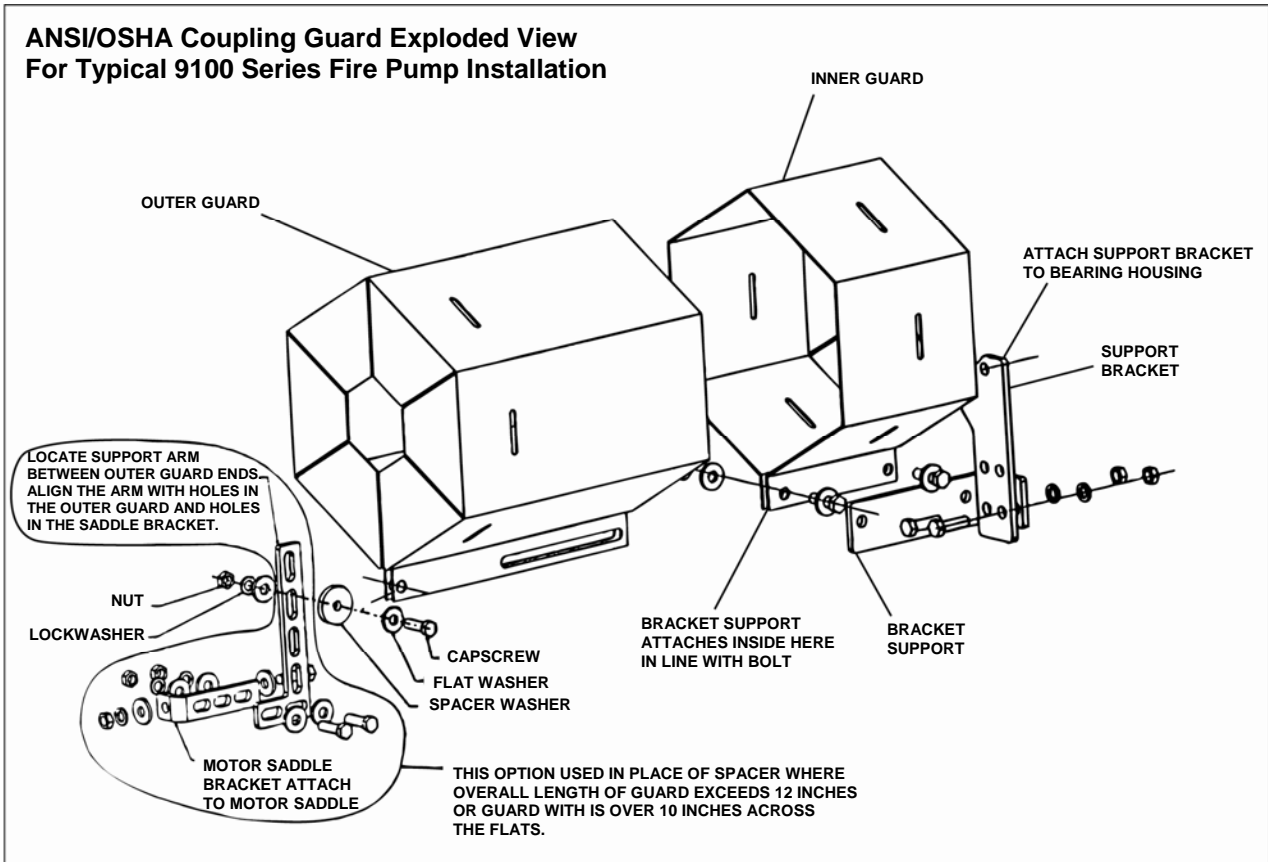 ANSI/OSHA Coupling Guard Exploded View
For Typical 9100 Series Fire Pump Installation
INNER GUARD
OUTER GUARD
ATTACH SUPPORT BRACKET
TO BEARING HOUSING
SUPPORT
BRACKET
LOCATE SUPPORT ARM
BETWEEN OUTER GUARD ENDS
ALIGN THE ARM WITH HOLES IN
THE OUTER GUARD AND HOLES
IN THE SADDLE BRACKET.
NUT
LOCKWASHER
CAPSCREW
FLAT WASHER
SPACER WASHER
BRACKET SUPPORT
ATTACHES INSIDE HERE
IN LINE WITH BOLT
BRACKET
SUPPORT
MOTOR SADDLE
BRACKET ATTACH
TO MOTOR SADDLE
THIS OPTION USED IN PLACE OF SPACER WHERE
OVERALL LENGTH OF GUARD EXCEEDS 12 INCHES
OR GUARD WITH IS OVER 10 INCHES ACROSS
THE FLATS.